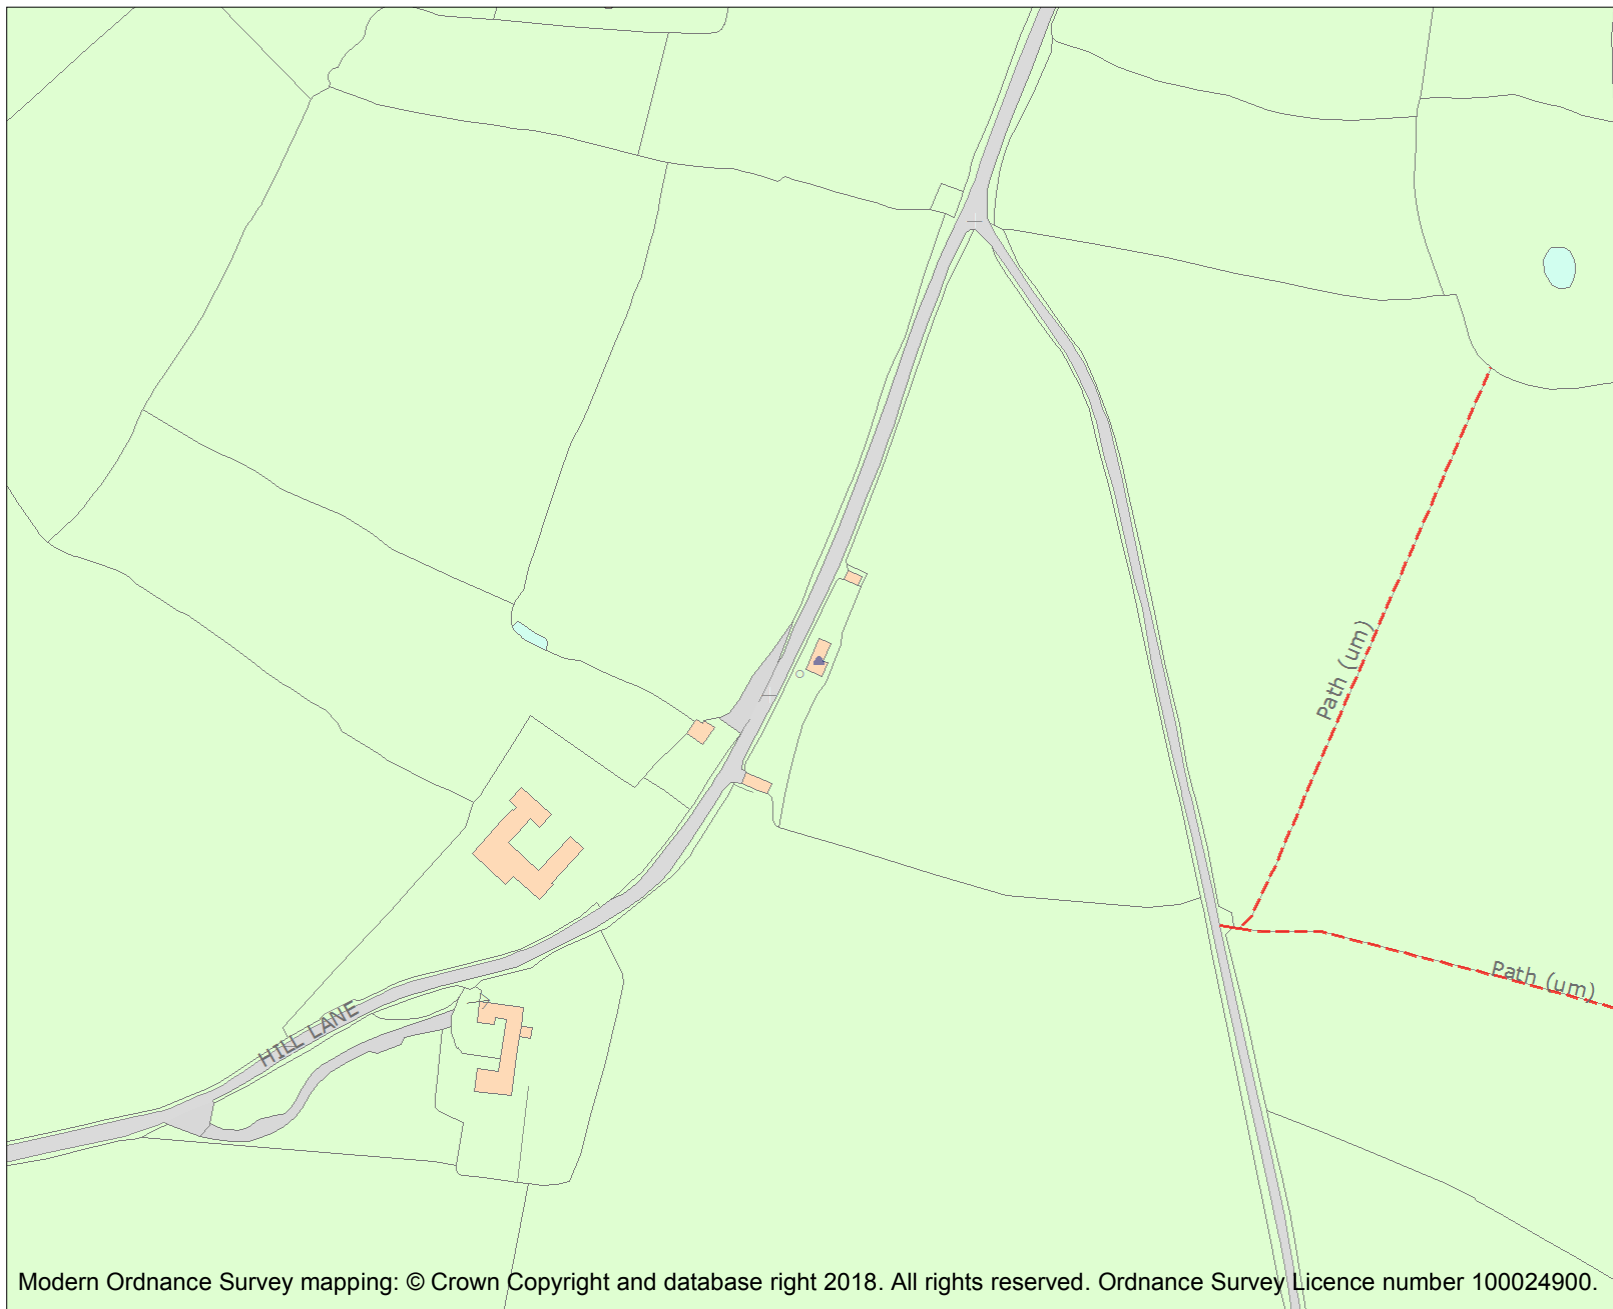 Path (um)
Path (um)
HILL LANE
Modern Ordnance Survey mapping: © Crown Copyright and database right 2018. All rights reserved. Ordnance Survey Licence number 100024900.